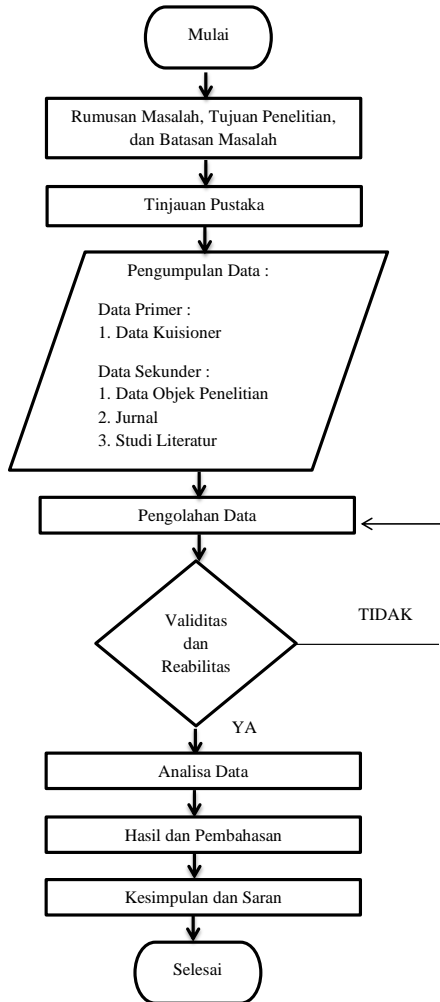 Mulai
Rumusan Masalah, Tujuan Penelitian,
dan Batasan Masalah
Tinjauan Pustaka
Pengumpulan Data :
Data Primer :
1. Data Kuisioner
Data Sekunder :
1. Data Objek Penelitian
2. Jurnal
3. Studi Literatur
Pengolahan Data
Validitas
dan
Reabilitas
TIDAK
YA
Analisa Data
Hasil dan Pembahasan
Kesimpulan dan Saran
Selesai